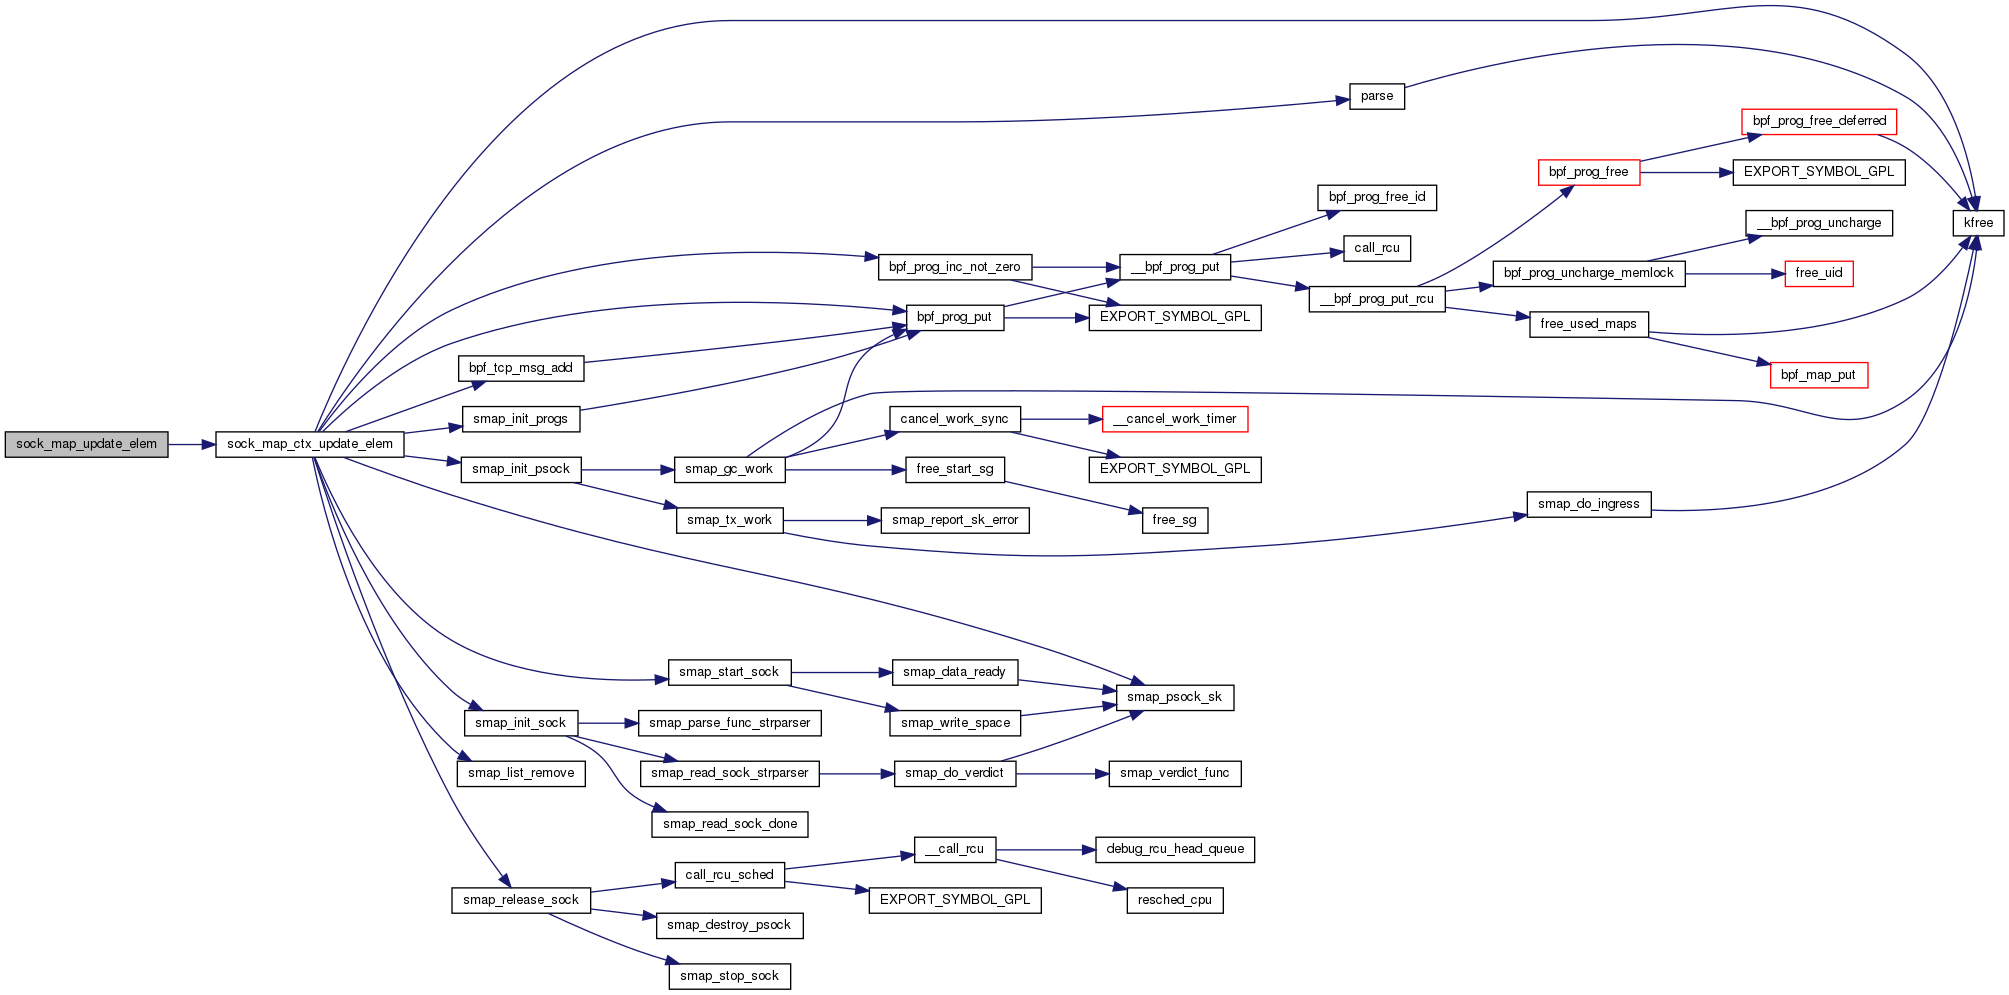 parse
bpf_prog_free_deferred
bpf_prog_free
EXPORT_SYMBOL_GPL
bpf_prog_free_id
kfree
__bpf_prog_uncharge
call_rcu
bpf_prog_inc_not_zero
__bpf_prog_put
bpf_prog_uncharge_memlock
free_uid
__bpf_prog_put_rcu
bpf_prog_put
EXPORT_SYMBOL_GPL
free_used_maps
bpf_tcp_msg_add
bpf_map_put
smap_init_progs
cancel_work_sync
__cancel_work_timer
sock_map_update_elem
sock_map_ctx_update_elem
smap_init_psock
smap_gc_work
free_start_sg
EXPORT_SYMBOL_GPL
smap_do_ingress
smap_tx_work
smap_report_sk_error
free_sg
smap_start_sock
smap_data_ready
smap_psock_sk
smap_init_sock
smap_parse_func_strparser
smap_write_space
smap_list_remove
smap_read_sock_strparser
smap_do_verdict
smap_verdict_func
smap_read_sock_done
__call_rcu
debug_rcu_head_queue
call_rcu_sched
smap_release_sock
EXPORT_SYMBOL_GPL
resched_cpu
smap_destroy_psock
smap_stop_sock